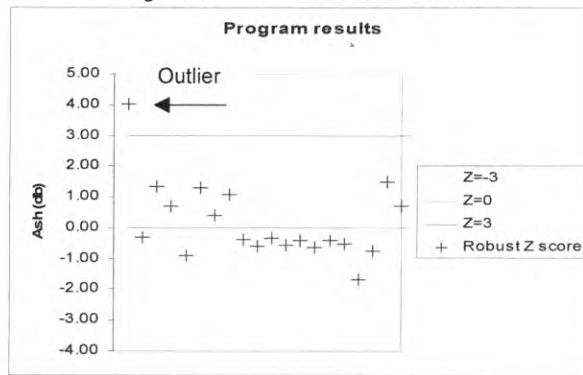 Program results
5.00
Outlier
4.00
3.00
2.00
1.00
0.00
-1.00
-2.00
-3.00
-4.00
Ash (db)
Z=-3
Z=0
Z=3
+ Robust Z score